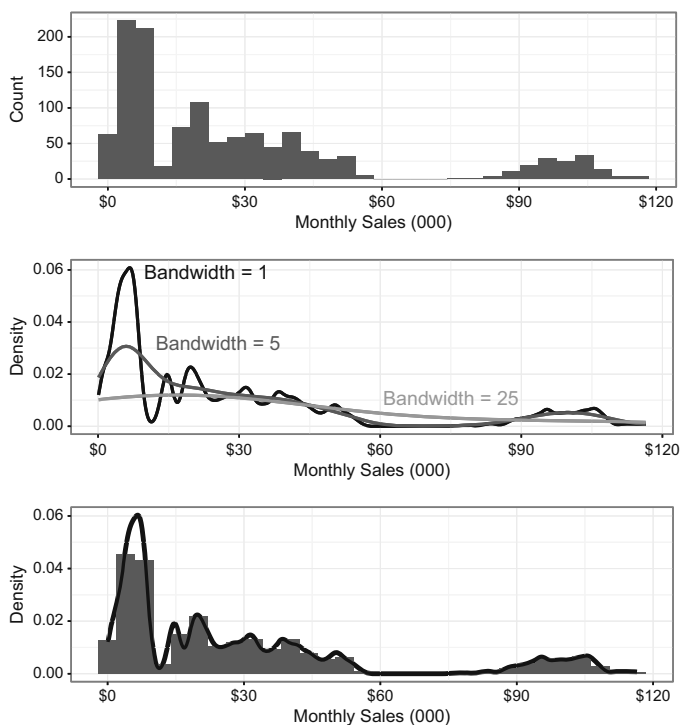 200
150
100
50
0
Count
$0 $30 $60 $90 $120
Monthly Sales (000)
0.06
0.04
0.02
0.00
Density
Bandwidth = 1
Bandwidth = 5
Bandwidth = 25
$0 $30 $60 $90 $120
Monthly Sales (000)
0.06
0.04
0.02
0.00
Density
$0 $30 $60 $90 $120
Monthly Sales (000)